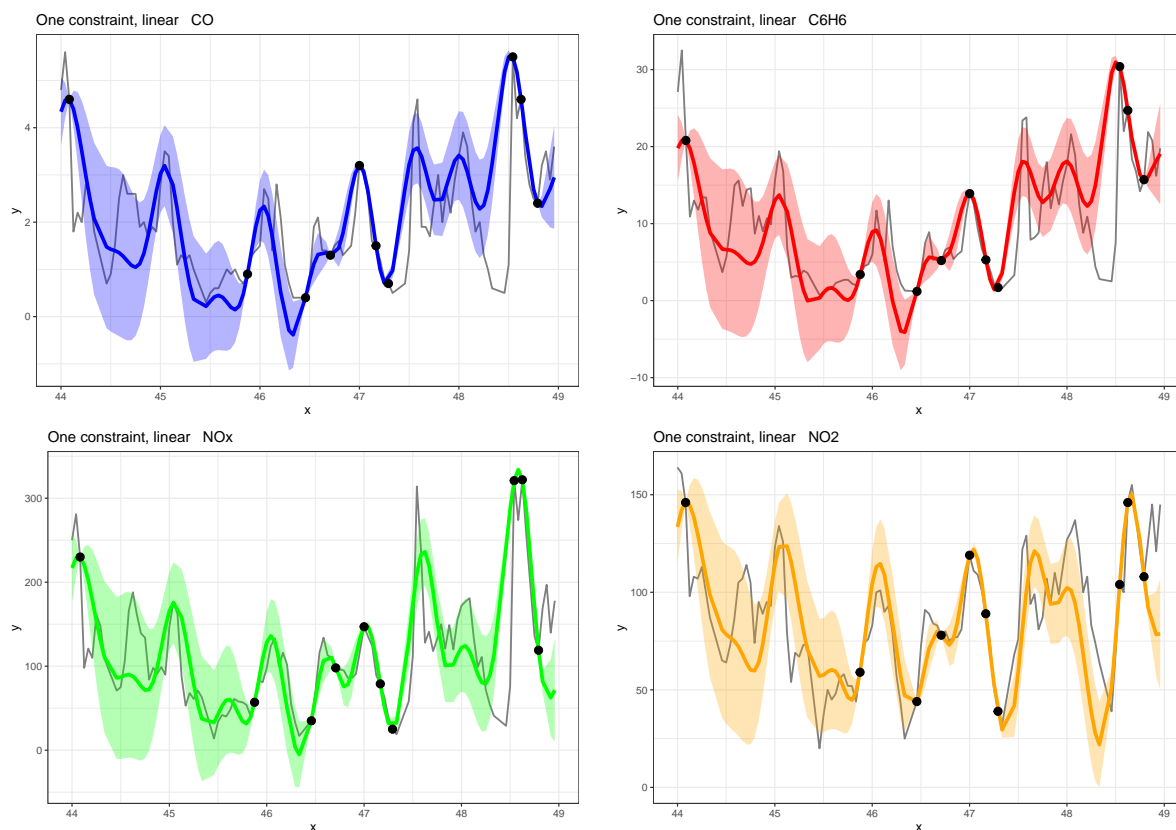 One constraint, linear CO
y
4
2
0
44 45 46 47 48 49
x
One constraint, linear C6H6
y
30
20
10
0
−10
44 45 46 47 48 49
x
One constraint, linear NOx
y
300
200
100
0
44 45 46 47 48 49
x
One constraint, linear NO2
y
150
100
50
0
44 45 46 47 48 49
x